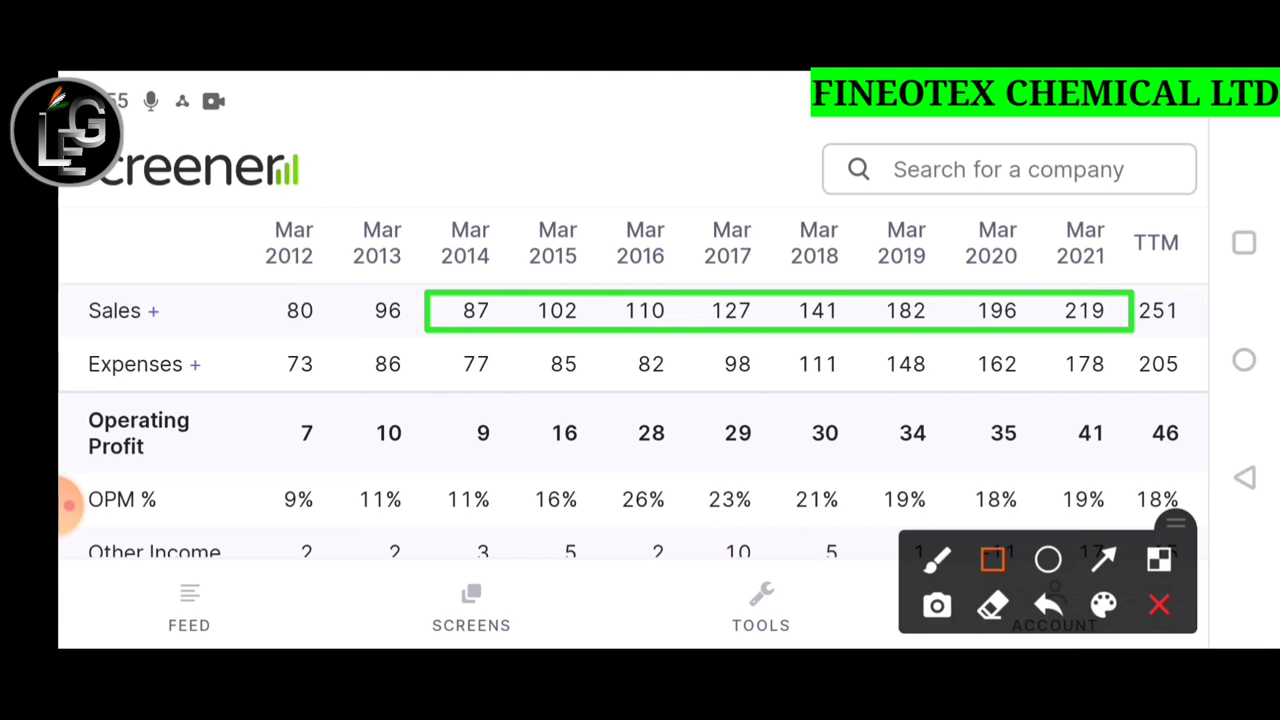 FINEOTEX CHEMICAL LTD
55
LEG
creener
Search for a company
Mar 2012 Mar 2013 Mar 2014 Mar 2015 Mar 2016 Mar 2017 Mar 2018 Mar 2019 Mar 2020 Mar 2021 TTM
Sales + 80 96 87 102 110 127 141 182 196 219 251
Expenses + 73 86 77 85 82 98 111 148 162 178 205
Operating Profit 7 10 9 16 28 29 30 34 35 41 46
OPM % 9% 11% 11% 16% 26% 23% 21% 19% 18% 19% 18%
Other Income 2 2 3 5 2 10 5
FEED SCREENS TOOLS ACCOUNT